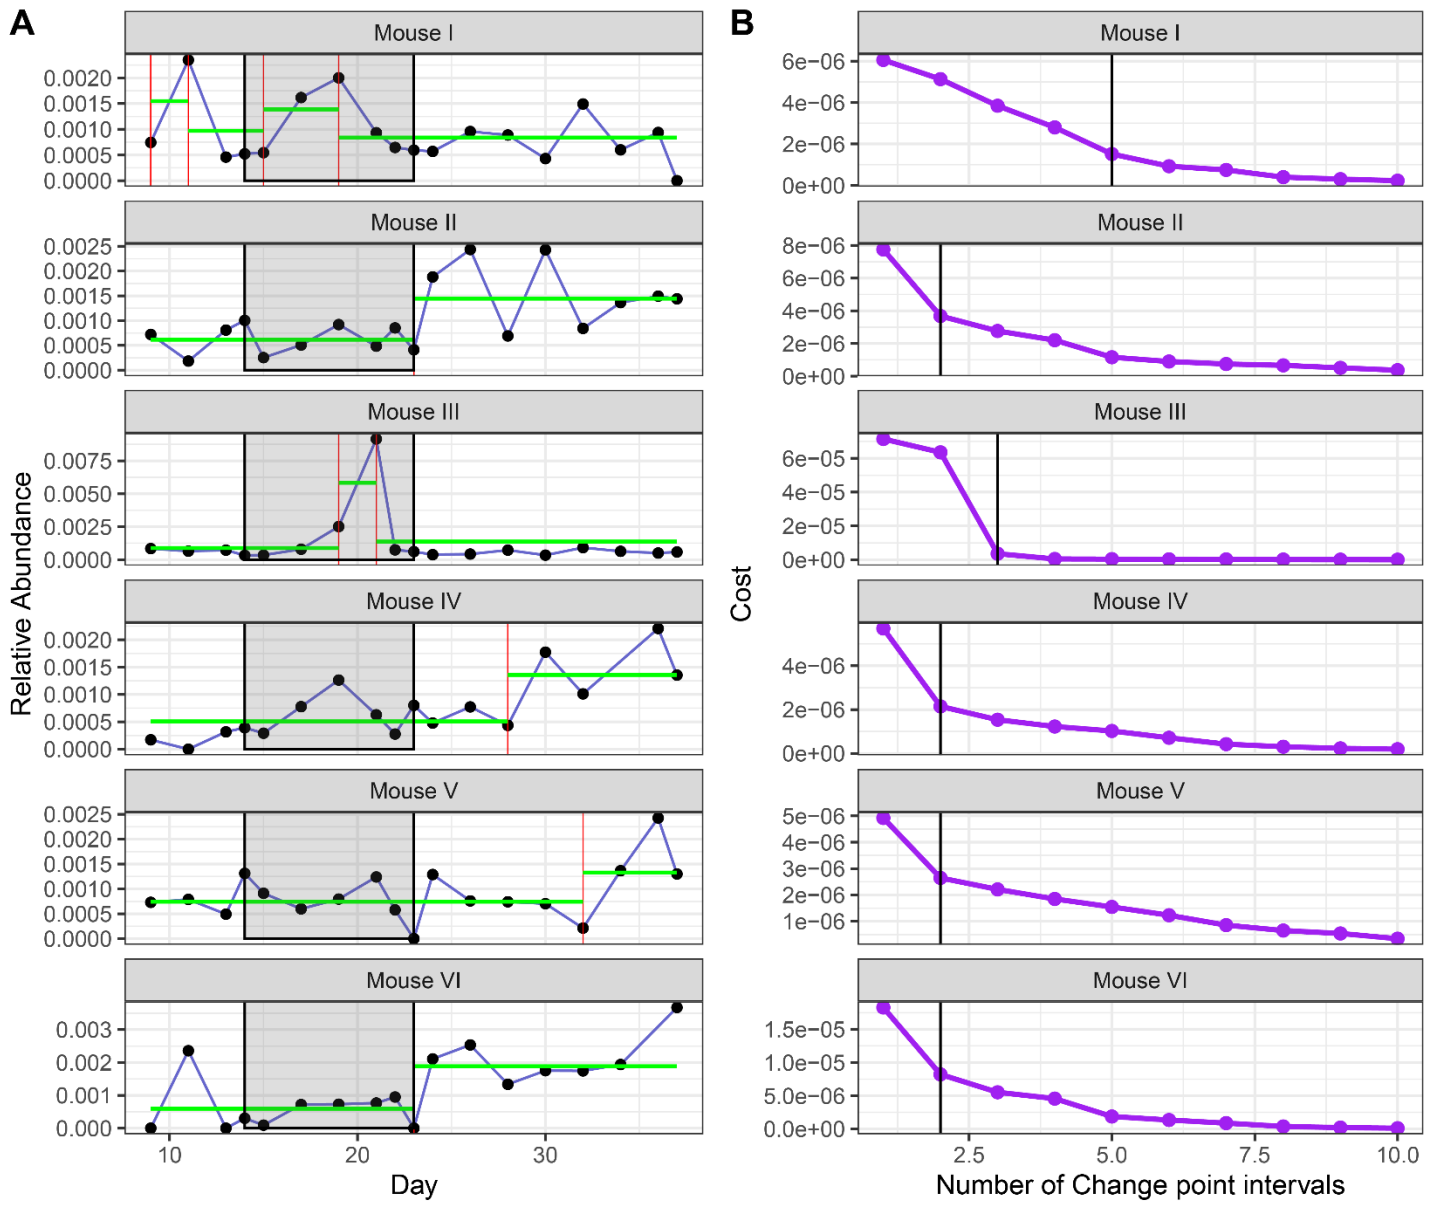 A
Mouse I
0.0020
0.0015
0.0010
0.0005
0.0000
Mouse II
0.0025
0.0020
0.0015
0.0010
0.0005
0.0000
Mouse III
0.0075
0.0050
0.0025
0.0000
Mouse IV
0.0020
0.0015
0.0010
0.0005
0.0000
Mouse V
0.0025
0.0020
0.0015
0.0010
0.0005
0.0000
Mouse VI
0.003
0.002
0.001
0.000
10 20 30
Day
Relative Abundance
B
Mouse I
6e-06
4e-06
2e-06
0e+00
Mouse II
8e-06
6e-06
4e-06
2e-06
0e+00
Mouse III
6e-05
4e-05
2e-05
0e+00
Mouse IV
4e-06
2e-06
0e+00
Mouse V
5e-06
4e-06
3e-06
2e-06
1e-06
Mouse VI
1.5e-05
1.0e-05
5.0e-06
0.0e+00
2.5 5.0 7.5 10.0
Number of Change point intervals
Cost